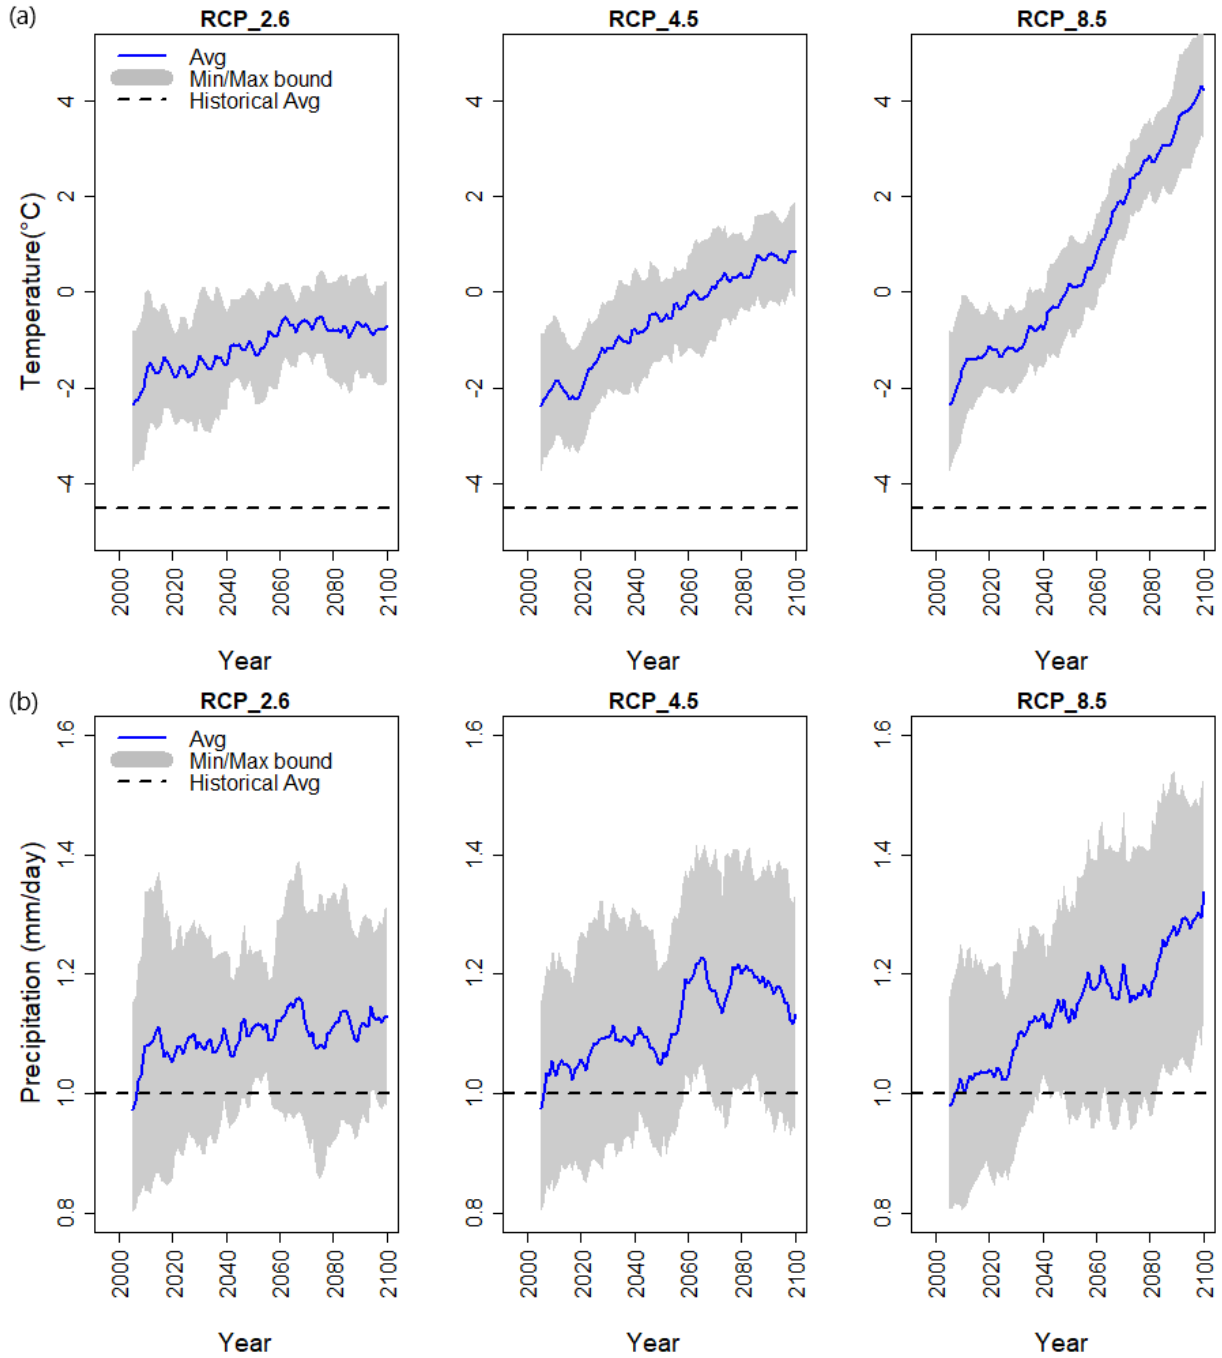 (a)
RCP_2.6
RCP_4.5
RCP_8.5
Avg
Min/Max bound
Historical Avg
Temperature(°C)
4
2
0
-2
-4
4
2
0
-2
-4
4
2
0
-2
-4
2000 2020 2040 2060 2080 2100
2000 2020 2040 2060 2080 2100
2000 2020 2040 2060 2080 2100
Year
Year
Year
(b)
RCP_2.6
RCP_4.5
RCP_8.5
Avg
Min/Max bound
Historical Avg
Precipitation (mm/day)
1.6
1.4
1.2
1.0
0.8
1.6
1.4
1.2
1.0
0.8
1.6
1.4
1.2
1.0
0.8
2000 2020 2040 2060 2080 2100
2000 2020 2040 2060 2080 2100
2000 2020 2040 2060 2080 2100
Year
Year
Year